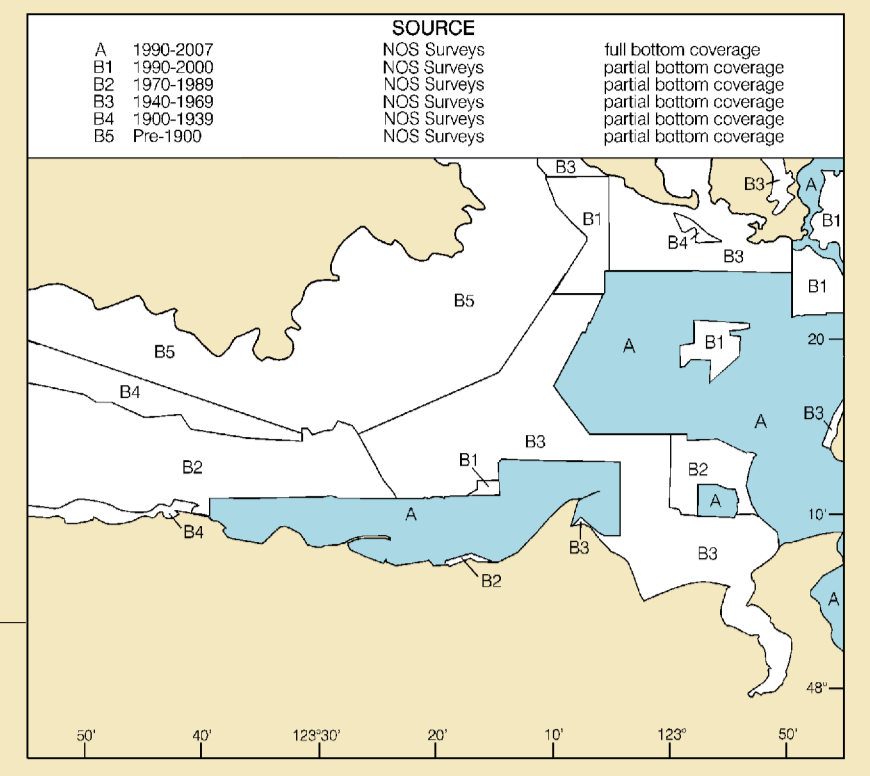 SOURCE
A 1990-2007 NOS Surveys full bottom coverage
B1 1990-2000 NOS Surveys partial bottom coverage
B2 1970-1989 NOS Surveys partial bottom coverage
B3 1940-1969 NOS Surveys partial bottom coverage
B4 1900-1939 NOS Surveys partial bottom coverage
B5 Pre-1900 NOS Surveys partial bottom coverage
B3
B3 A
B1 B1
B4
B3
B1
B5
20
B1
A
B5
B4
B3
A
B3
B1
B2
B2
A
A 10'
B4
B3
B3
B2
A
48°
50' 40' 123°30' 20' 10' 123° 50'